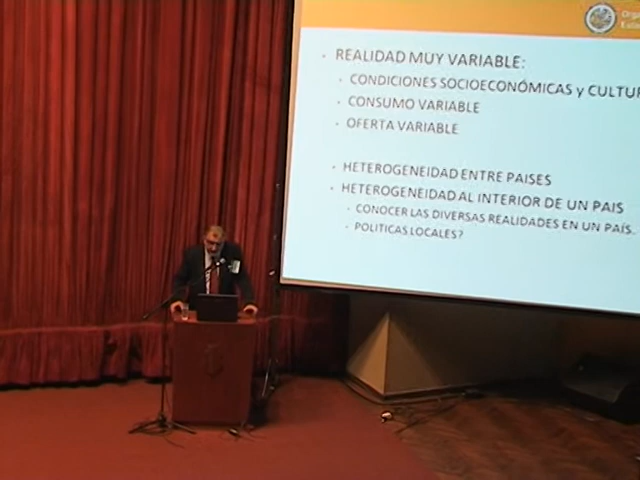 REALIDAD MUY VARIABLE:
CONDICIONES SOCIOECONÓMICAS y CULTUR
CONSUMO VARIABLE
OFERTA VARIABLE
HETEROGENEIDAD ENTRE PAISES
HETEROGENEIDAD AL INTERIOR DE UN PAIS
CONOCER LAS DIVERSAS REALIDADES EN UN PAÍS.
POLITICAS LOCALES?